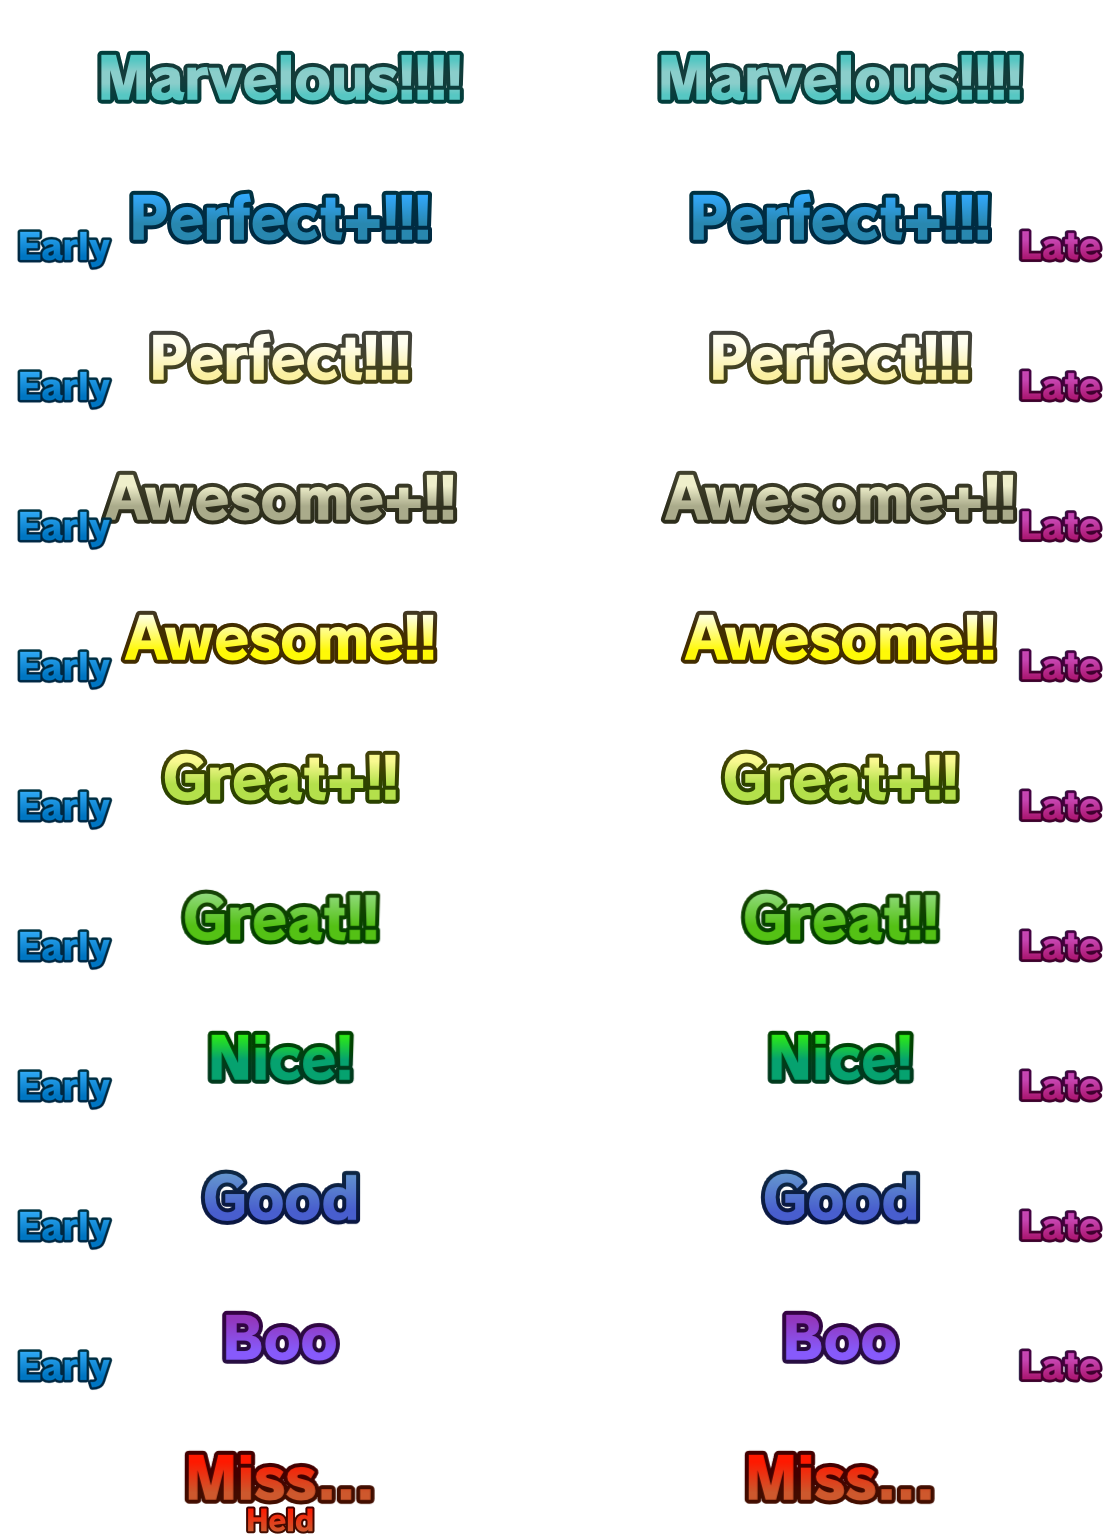 Marvelous!!!! Marvelous!!!!
Early Perfect+!!! Perfect+!!! Late
Early Perfect!!! Perfect!!! Late
Early Awesome+!! Awesome+!! Late
Early Awesome!! Awesome!! Late
Early Great+!! Great+!! Late
Early Great!! Great!! Late
Early Nice! Nice! Late
Early Good Good Late
Early Boo Boo Late
Miss... Miss...
Held